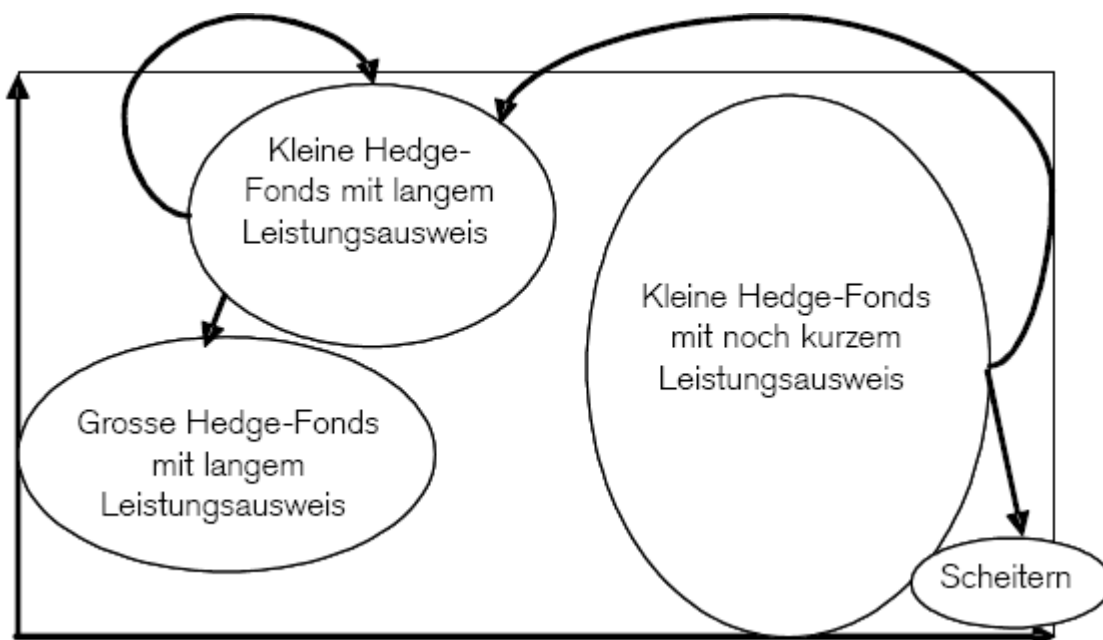 Kleine Hedge-
Fonds mit langem
Leistungsausweis
Kleine Hedge-Fonds
mit noch kurzem
Leistungsausweis
Grosse Hedge-Fonds
mit langem
Leistungsausweis
Scheitern